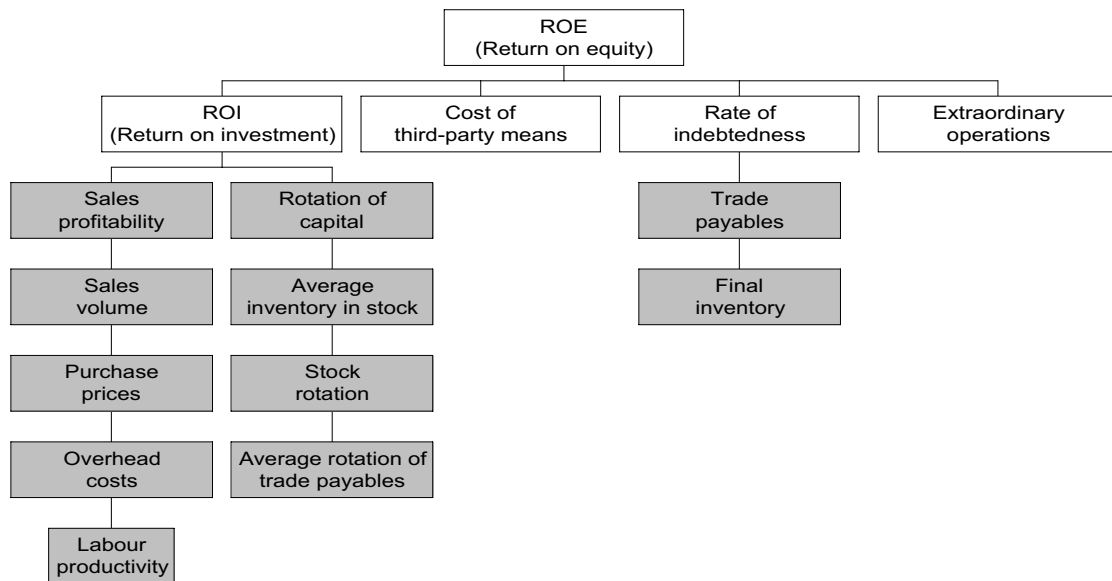 ROE
(Return on equity)
ROI
(Return on investment)
Cost of
third-party means
Rate of
indebtedness
Extraordinary
operations
Sales
profitability
Rotation of
capital
Trade
payables
Sales
volume
Average
inventory in stock
Final
inventory
Purchase
prices
Stock
rotation
Overhead
costs
Average rotation of
trade payables
Labour
productivity